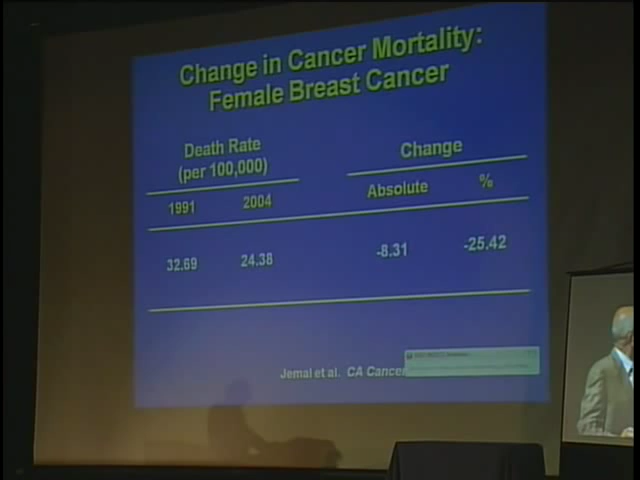 Change in Cancer Mortality:
Female Breast Cancer
Death Rate
(per 100,000)
Change
1991 2004
Absolute %
32.69 24.38 -8.31 -25.42
Jemal et al. CA Cancer